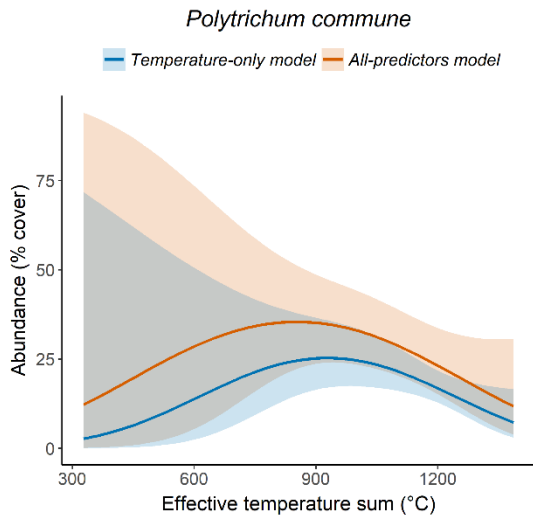 Polytrichum commune
Temperature-only model All-predictors model
Abundance (% cover)
75
50
25
0
300 600 900 1200
Effective temperature sum (°C)